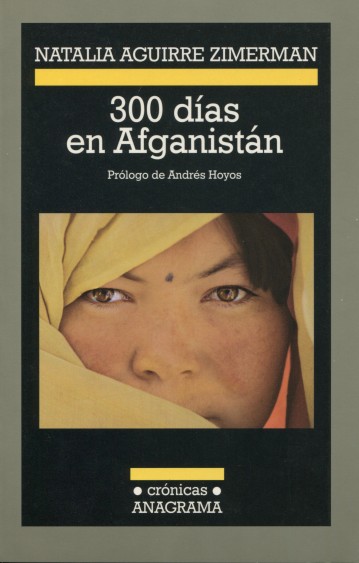 NATALIA AGUIRRE ZIMERMAN
300 días
en Afganistán
Prólogo de Andrés Hoyos
• crónicas •
ANAGRAMA